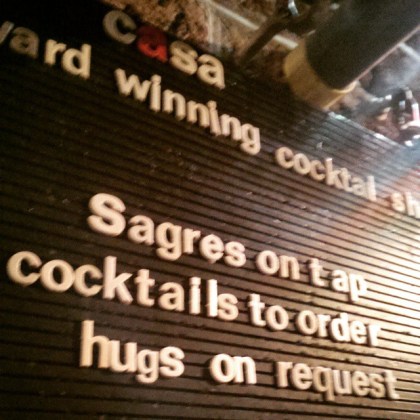 casa
ard winning cocktail sh
Sagres on tap
cocktails to order
hugs on request